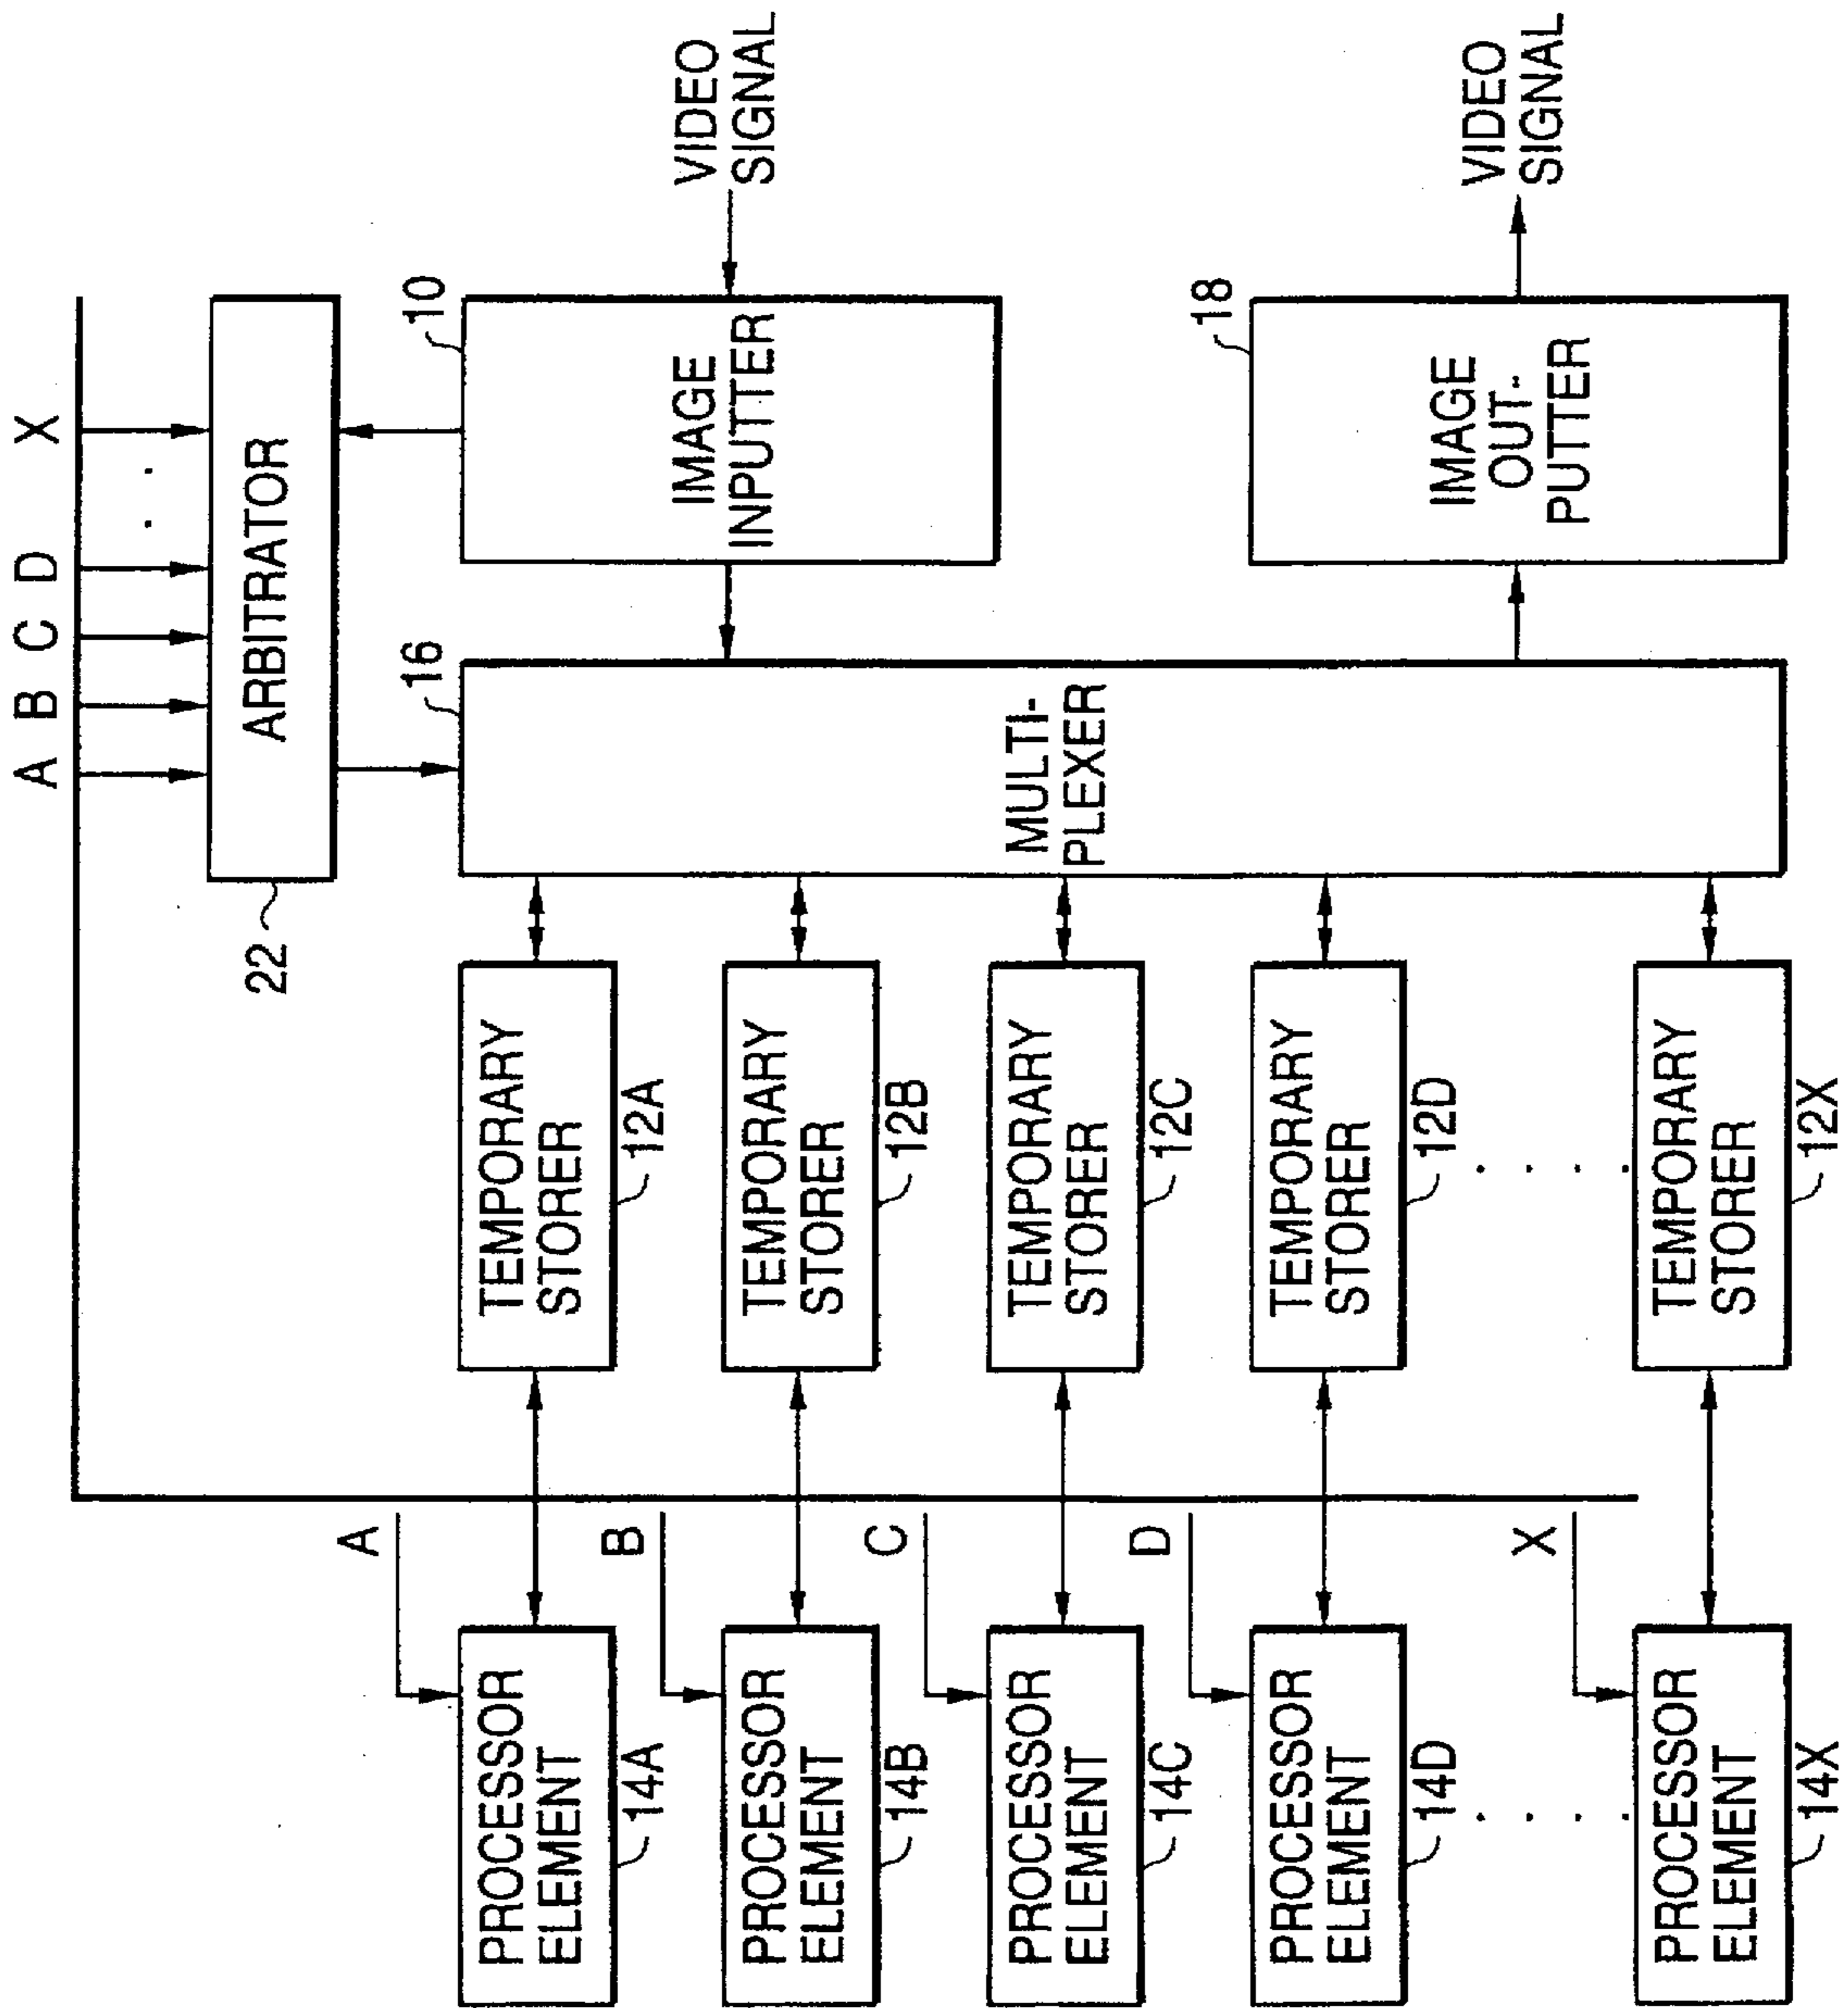 A
B
C
D
X
ARBITRATOR
22
10
IMAGE
INPUTTER
VIDEO
SIGNAL
16
MULTI-
PLEXER
18
IMAGE
OUT-
PUTTER
VIDEO
SIGNAL
TEMPORARY
STORER
12A
TEMPORARY
STORER
12B
TEMPORARY
STORER
12C
TEMPORARY
STORER
12D
TEMPORARY
STORER
12X
A
B
C
D
X
PROCESSOR
ELEMENT
14A
PROCESSOR
ELEMENT
14B
PROCESSOR
ELEMENT
14C
PROCESSOR
ELEMENT
14D
PROCESSOR
ELEMENT
14X